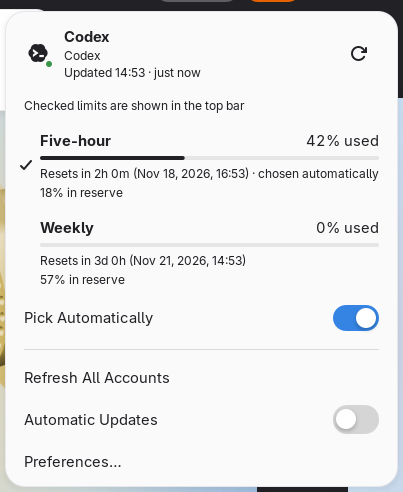 Codex
Codex
Updated 14:53 · just now
Checked limits are shown in the top bar
Five-hour 42% used
Resets in 2h 0m (Nov 18, 2026, 16:53) · chosen automatically
18% in reserve
Weekly 0% used
Resets in 3d 0h (Nov 21, 2026, 14:53)
57% in reserve
Pick Automatically
Refresh All Accounts
Automatic Updates
Preferences...